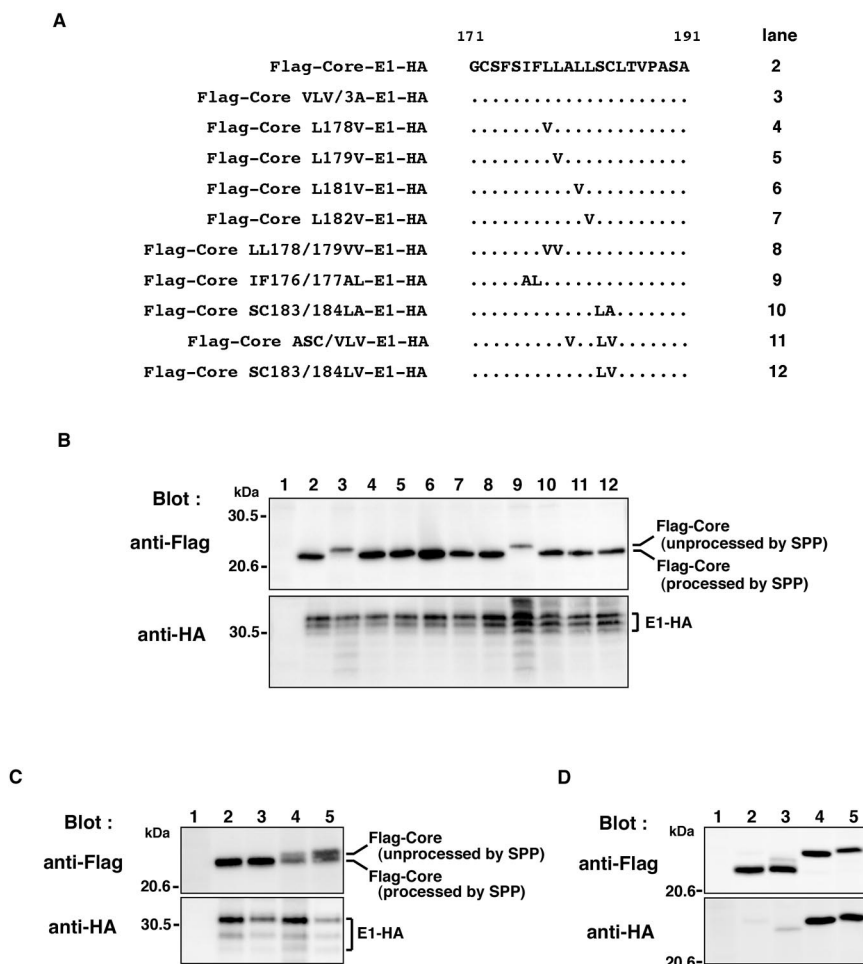 A
171 191 lane
Flag-Core-E1-HA GCSFSIFLLALLSCLTVPASA 2
Flag-Core VLV/3A-E1-HA ..................... 3
Flag-Core L178V-E1-HA .......V............. 4
Flag-Core L179V-E1-HA ........V............ 5
Flag-Core L181V-E1-HA ..........V.......... 6
Flag-Core L182V-E1-HA ...........V......... 7
Flag-Core LL178/179VV-E1-HA .......VV............ 8
Flag-Core IF176/177AL-E1-HA .....AL.............. 9
Flag-Core SC183/184LA-E1-HA ............LA....... 10
Flag-Core ASC/VLV-E1-HA .........V..LV....... 11
Flag-Core SC183/184LV-E1-HA ............LV....... 12
B
Blot : kDa 1 2 3 4 5 6 7 8 9 10 11 12
30.5
anti-Flag
20.6
Flag-Core
(unprocessed by SPP)
Flag-Core
(processed by SPP)
anti-HA
30.5
E1-HA
C
Blot : kDa 1 2 3 4 5
anti-Flag
20.6
Flag-Core
(unprocessed by SPP)
Flag-Core
(processed by SPP)
anti-HA
30.5
E1-HA
D
Blot : kDa 1 2 3 4 5
anti-Flag
20.6
anti-HA
20.6